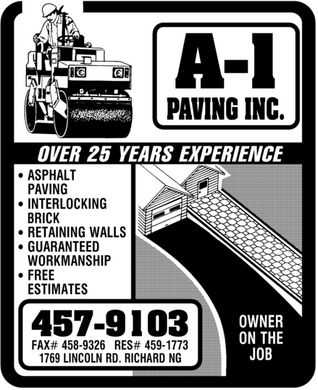 A-1
PAVING INC.
OVER 25 YEARS EXPERIENCE
• ASPHALT
PAVING
• INTERLOCKING
BRICK
• RETAINING WALLS
• GUARANTEED
WORKMANSHIP
• FREE
ESTIMATES
457-9103
FAX# 458-9326 RES# 459-1773
1769 LINCOLN RD. RICHARD NG
OWNER
ON THE
JOB